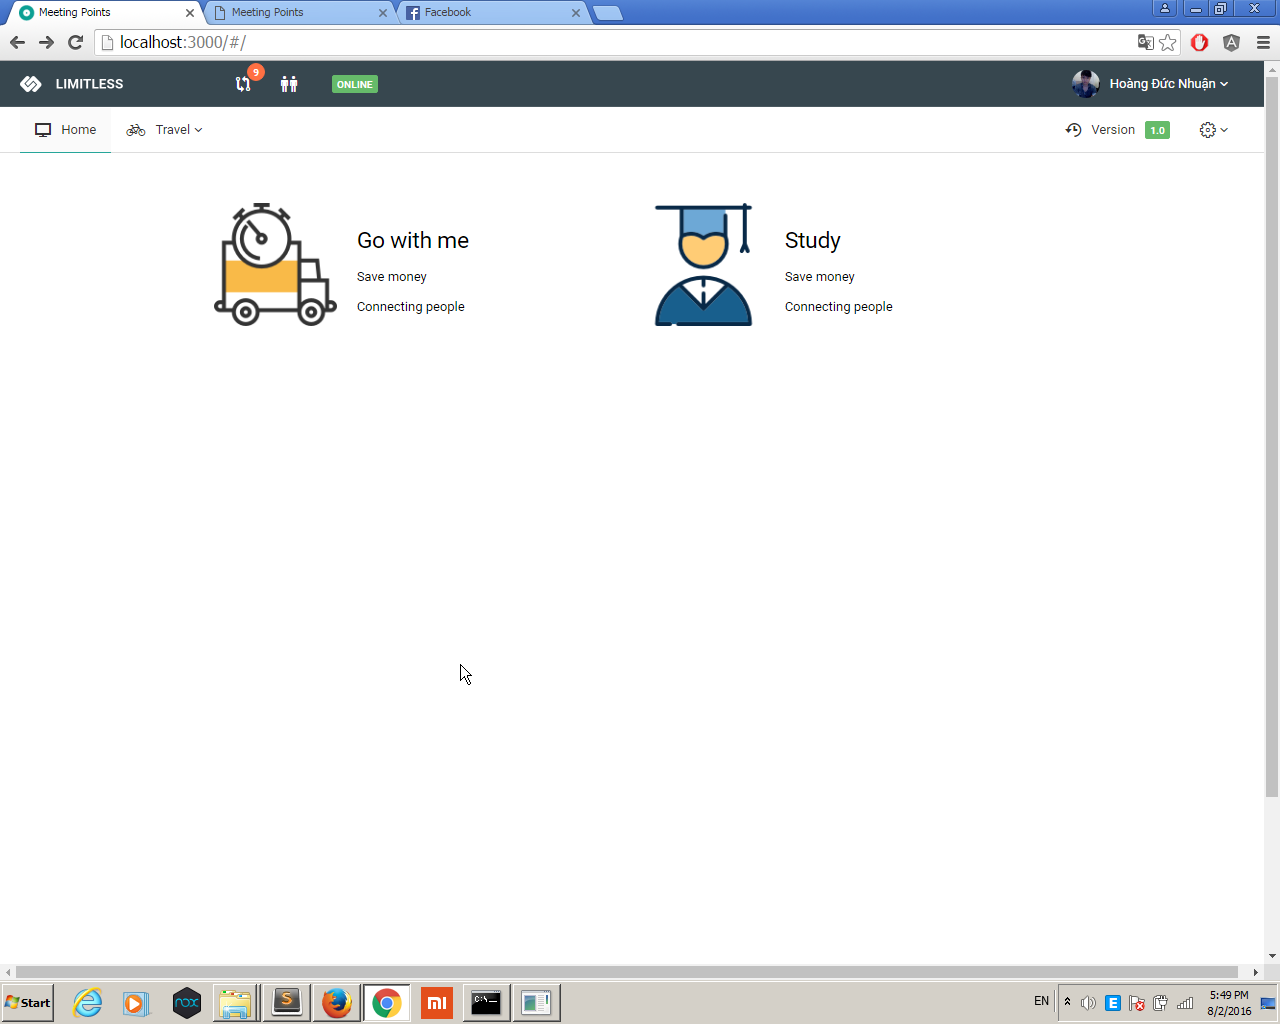 Meeting Points
Meeting Points
Facebook
localhost:3000/#/
LIMITLESS
9
ONLINE
Hoàng Đức Nhuận
Home
Travel
Version
1.0
Go with me
Save money
Connecting people
Study
Save money
Connecting people
Start
nox
S
mi
C:\_
EN
E
5:49 PM
8/2/2016